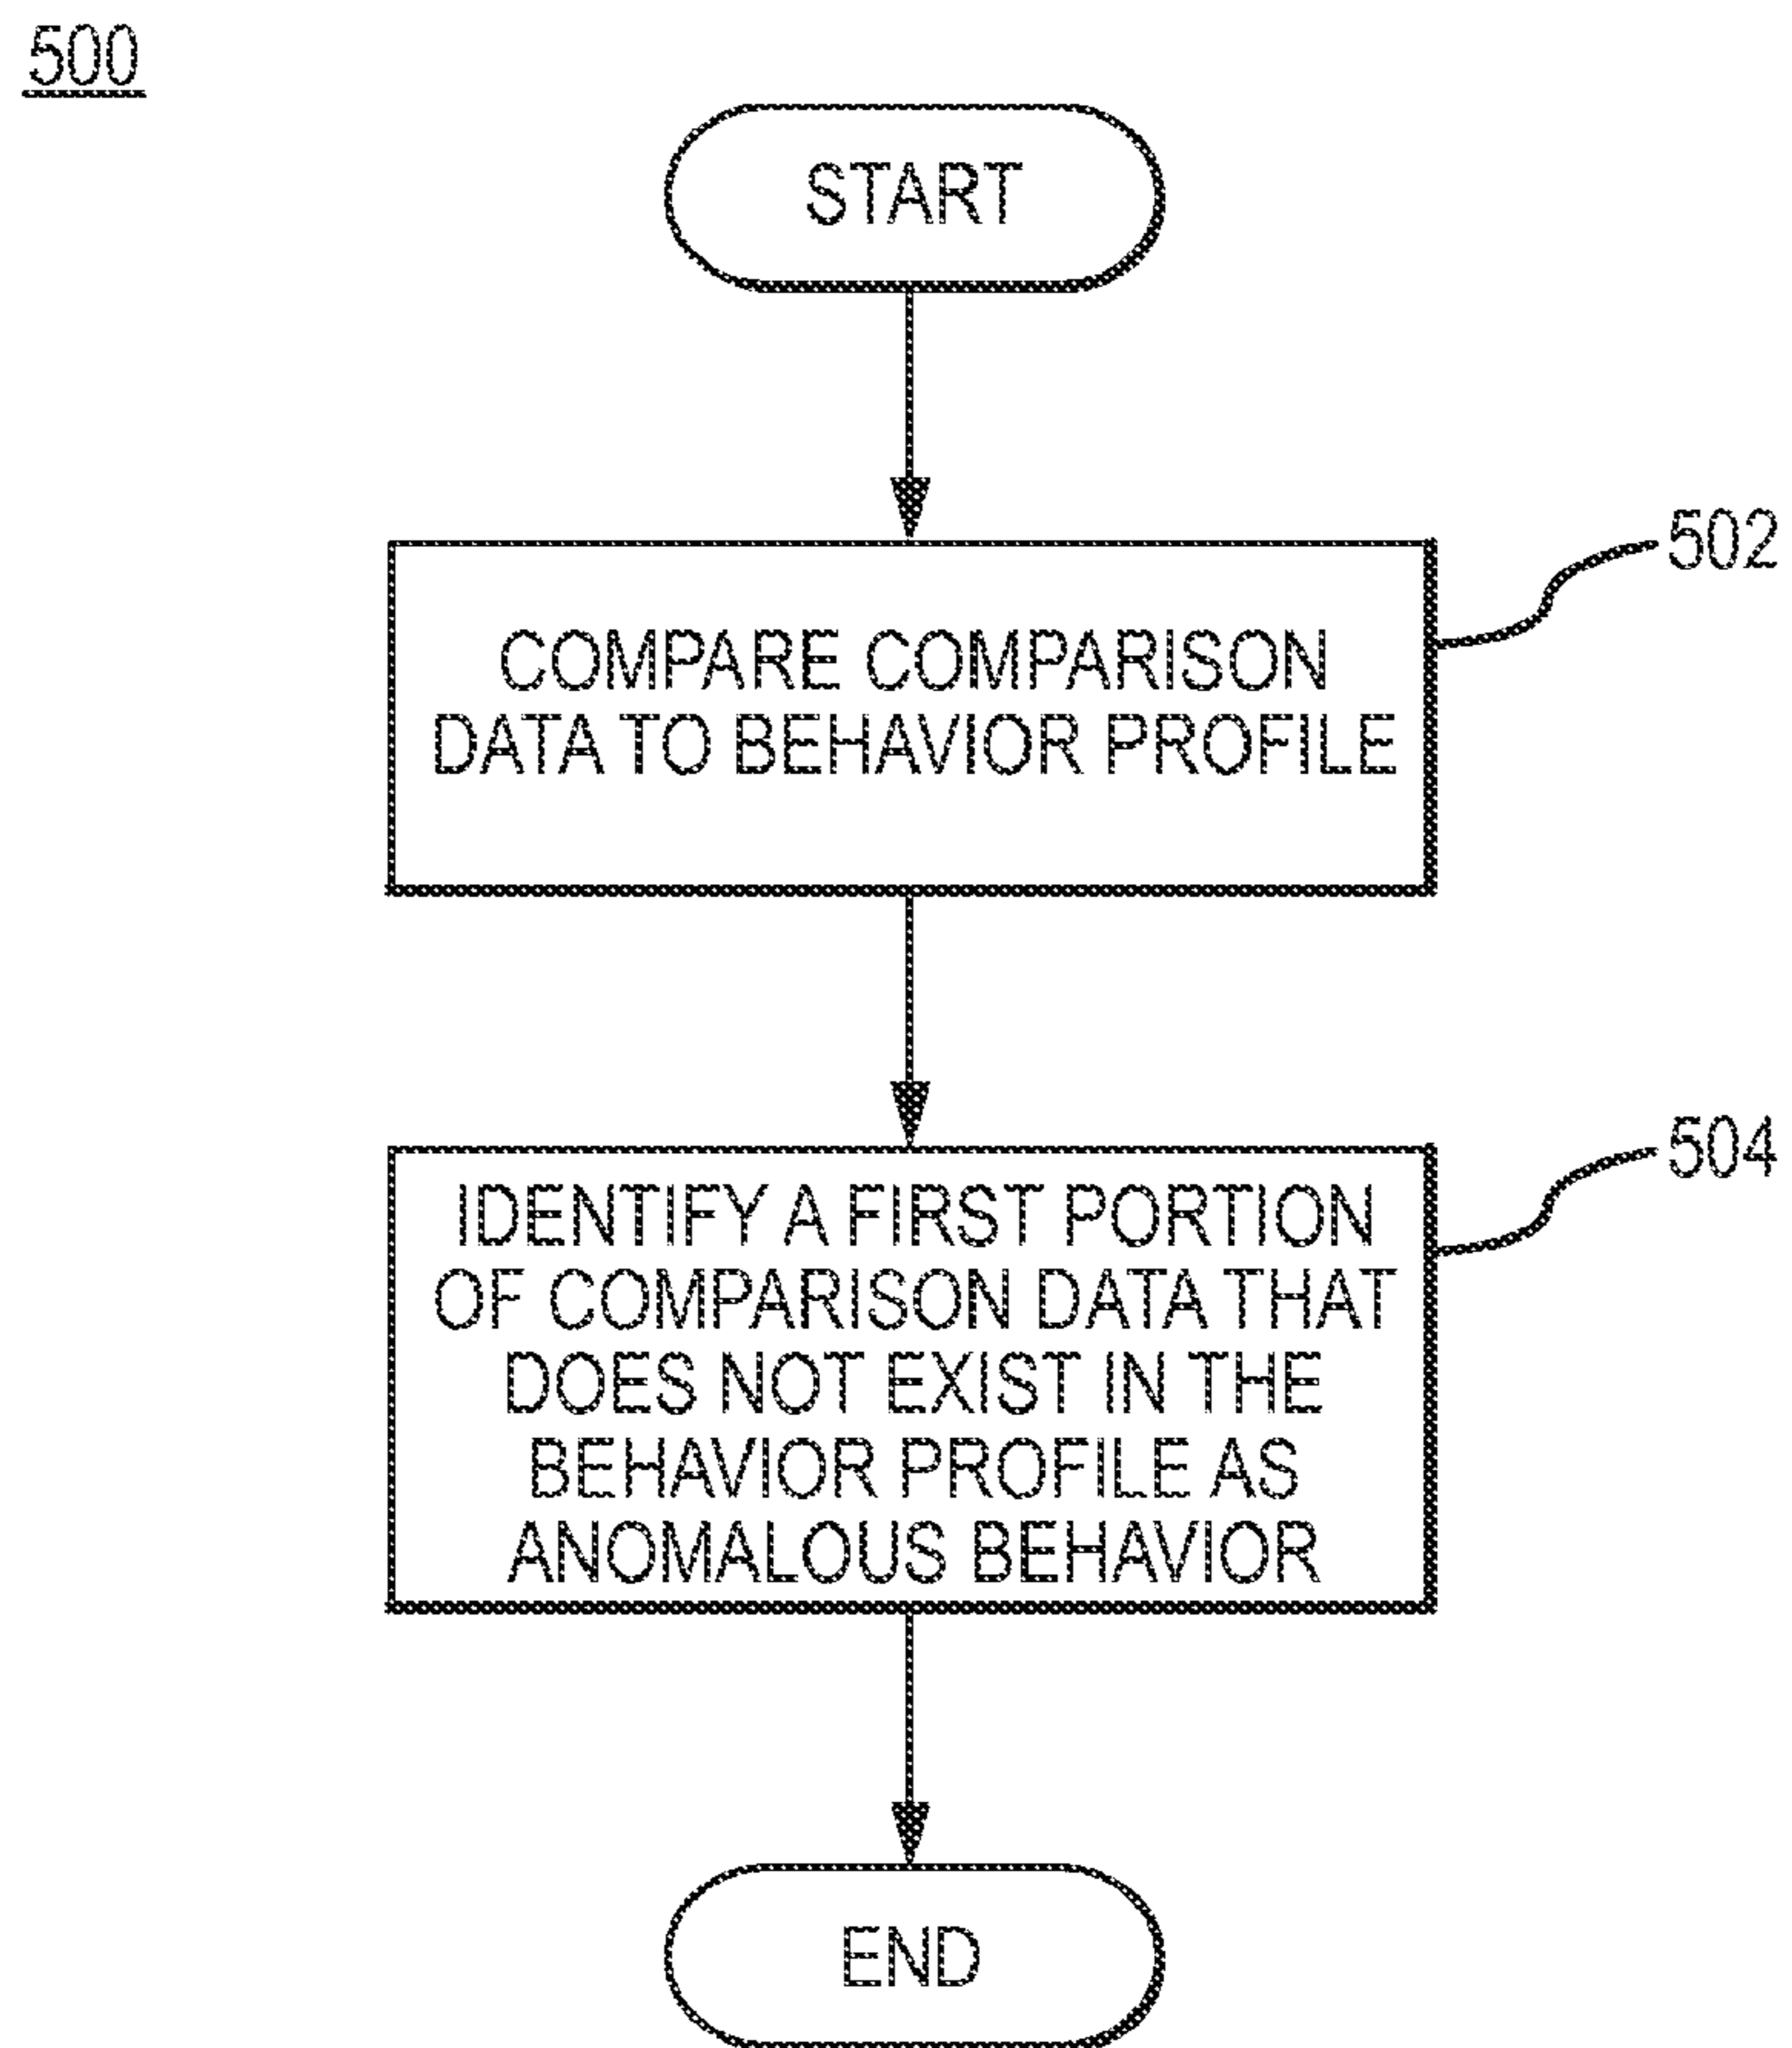 500
START
502
COMPARE COMPARISON
DATA TO BEHAVIOR PROFILE
504
IDENTIFY A FIRST PORTION
OF COMPARISON DATA THAT
DOES NOT EXIST IN THE
BEHAVIOR PROFILE AS
ANOMALOUS BEHAVIOR
END